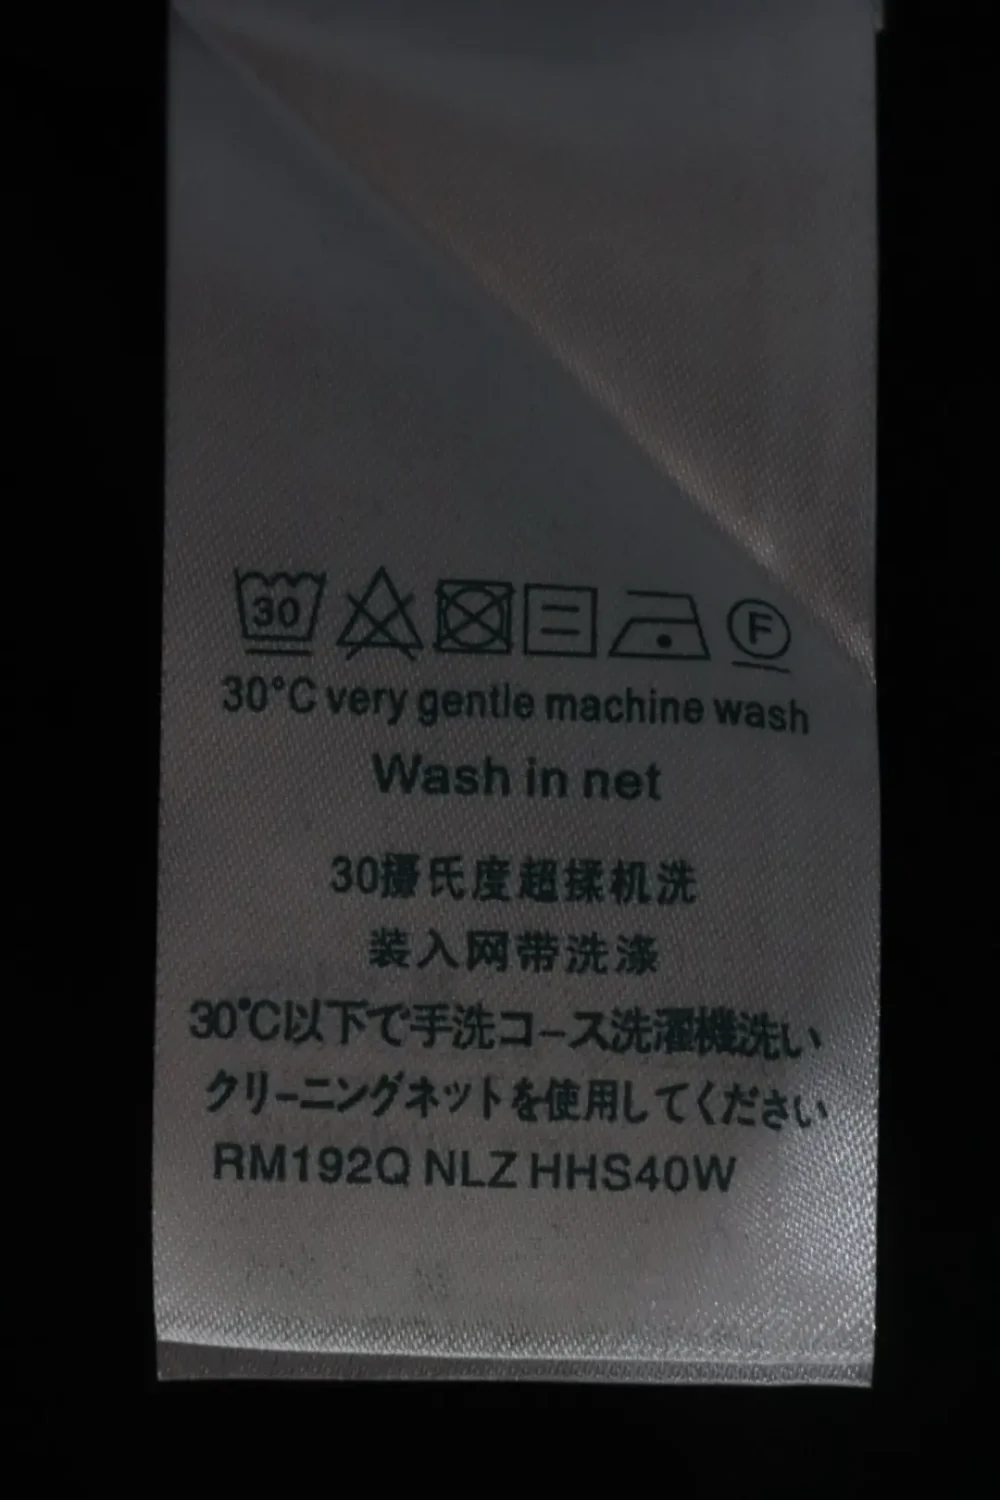 30
F
30°C very gentle machine wash
Wash in net
30摄氏度超揉机洗
装入网带洗涤
30℃以下で手洗コース洗濯機洗い
クリーニングネットを使用してください
RM192Q NLZ HHS40W